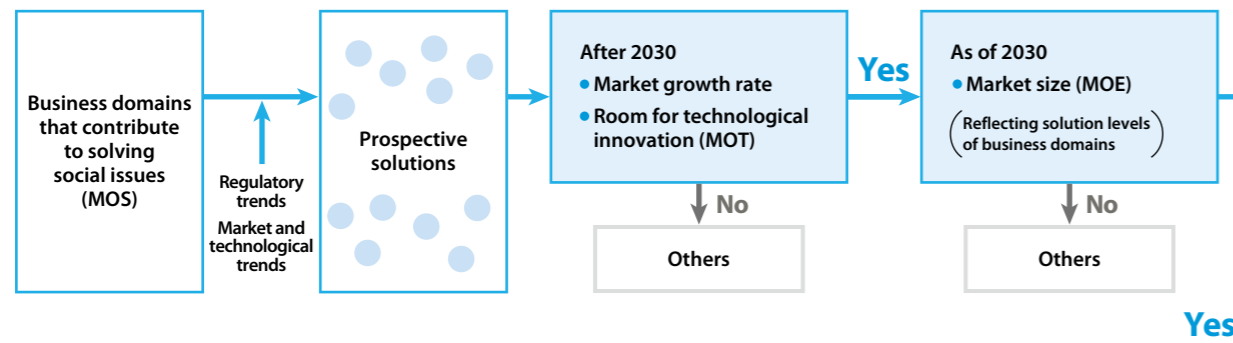 Business domains
that contribute
to solving
social issues
(MOS)
Regulatory
trends
Market and
technological
trends
Prospective
solutions
After 2030
• Market growth rate
• Room for technological
innovation (MOT)
Yes
No
Others
As of 2030
• Market size (MOE)
(Reflecting solution levels
of business domains)
No
Others
Yes